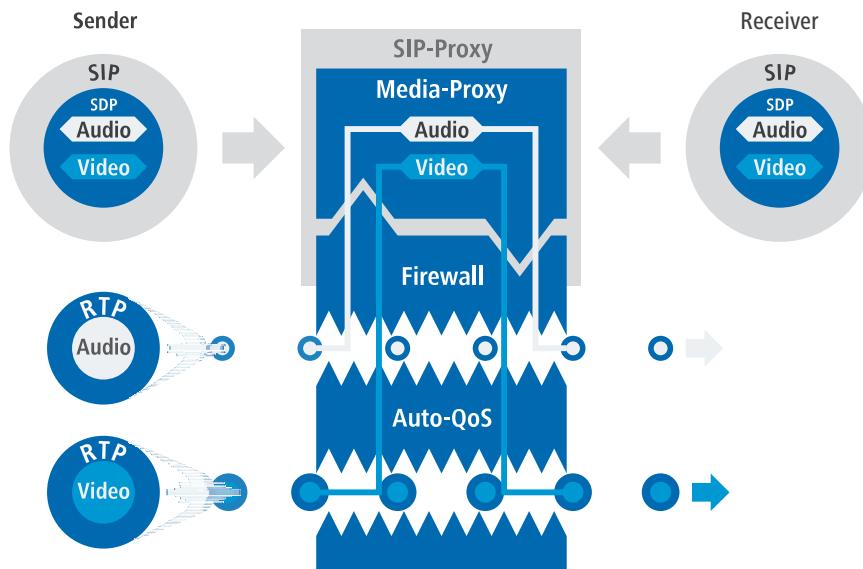 Sender
SIP
SDP
Audio
Video
SIP-Proxy
Media-Proxy
Audio
Video
Firewall
Auto-QoS
Receiver
SIP
SDP
Audio
Video
RTP
Audio
RTP
Video